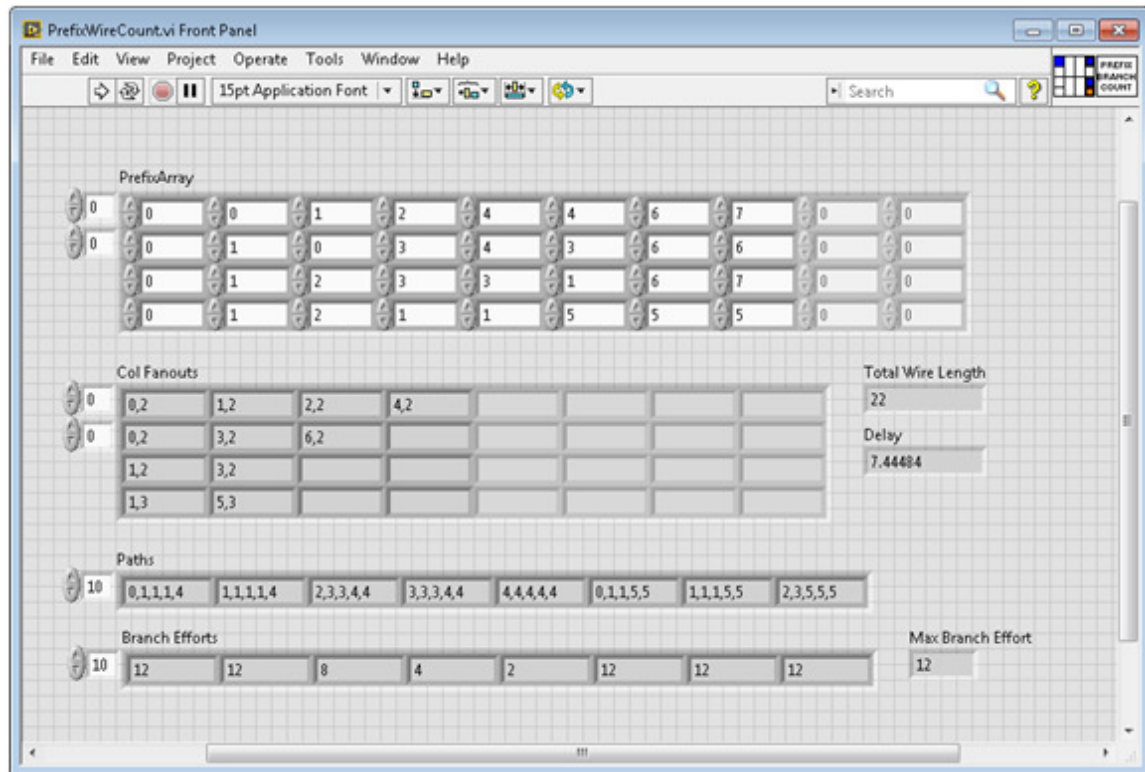 PrefixWireCount.vi Front Panel
File Edit View Project Operate Tools Window Help
15pt Application Font Search
PREFIX
BRANCH
COUNT
PrefixArray
0 0 0 1 2 4 4 6 7 0 0
0 0 1 0 3 4 3 6 6 0 0
0 1 2 3 3 1 6 7 0 0
0 1 2 1 1 5 5 5 0 0
Col Fanouts
Total Wire Length
0 0,2 1,2 2,2 4,2
22
0 0,2 3,2 6,2
Delay
1,2 3,2
7.44484
1,3 5,3
Paths
10 0,1,1,1,4 1,1,1,1,4 2,3,3,4,4 3,3,3,4,4 4,4,4,4,4 0,1,1,5,5 1,1,1,5,5 2,3,5,5,5
Branch Efforts
Max Branch Effort
10 12 12 8 4 2 12 12 12
12